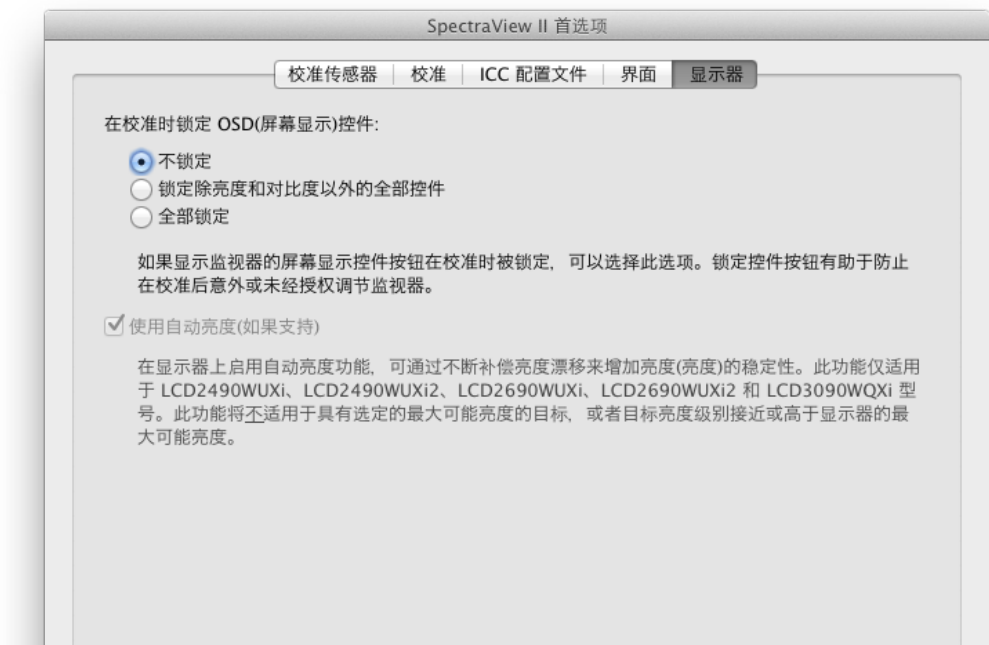 SpectraView II 首选项
校准传感器 校准 ICC 配置文件 界面 显示器
在校准时锁定 OSD(屏幕显示)控件:
不锁定
锁定除亮度和对比度以外的全部控件
全部锁定
如果显示监视器的屏幕显示控件按钮在校准时被锁定，可以选择此选项。锁定控件按钮有助于防止
在校准后意外或未经授权调节监视器。
使用自动亮度(如果支持)
在显示器上启用自动亮度功能，可通过不断补偿亮度漂移来增加亮度(亮度)的稳定性。此功能仅适用
于 LCD2490WUXi、LCD2490WUXi2、LCD2690WUXi、LCD2690WUXi2 和 LCD3090WQXi 型
号。此功能将不适用于具有选定的最大可能亮度的目标，或者目标亮度级别接近或高于显示器的最
大可能亮度。